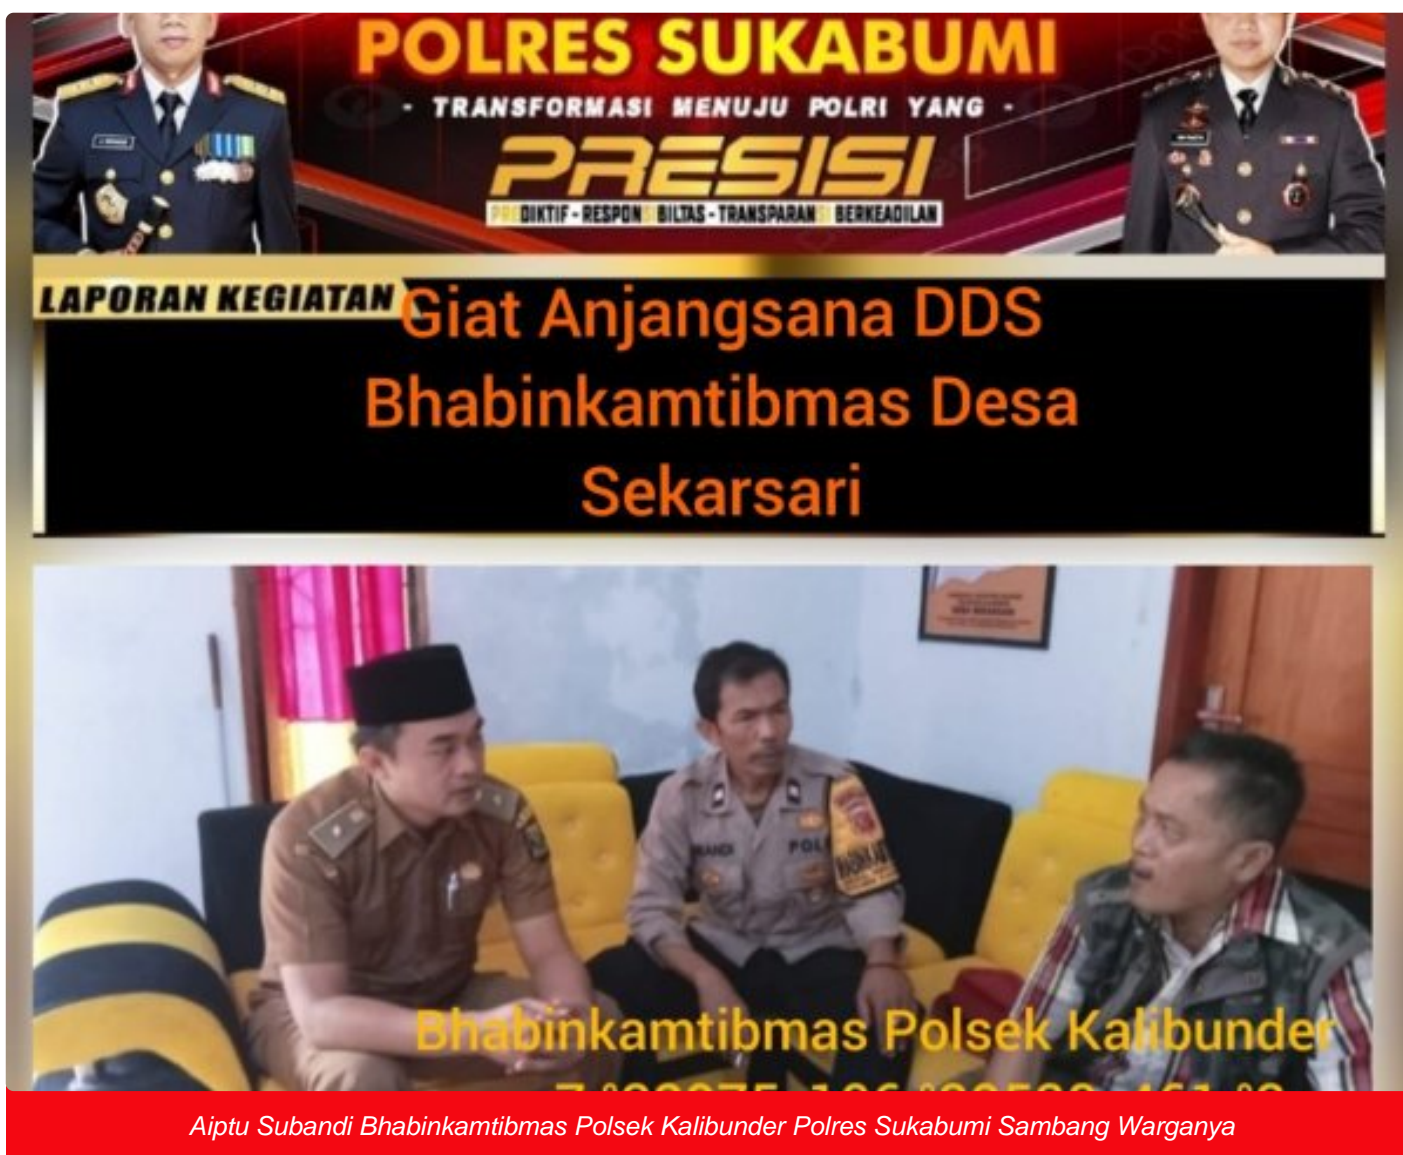 POLRES SUKABUMI
- TRANSFORMASI MENUJU POLRI YANG -
PRESISI
PREDIKTIF - RESPONSIBILTAS - TRANSPARANSI BERKEADILAN
LAPORAN KEGIATAN
Giat Anjangsana DDS
Bhabinkamtibmas Desa
Sekarsari
Bhabinkamtibmas Polsek Kalibunder
Aiptu Subandi Bhabinkamtibmas Polsek Kalibunder Polres Sukabumi Sambang Warganya